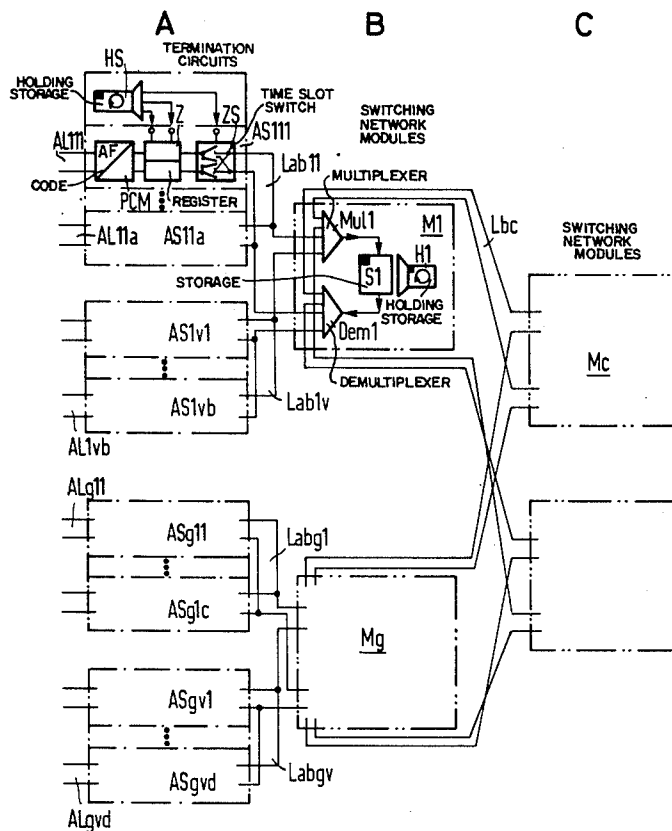 A
B
C
HS
TERMINATION
CIRCUITS
HOLDING
STORAGE
TIME SLOT
SWITCH
Z
ZS
AS111
AL111
AF
CODE
PCM
REGISTER
Lab11
AL11a
AS11a
SWITCHING
NETWORK
MODULES
MULTIPLEXER
Mul1
M1
Lbc
H1
STORAGE
S1
HOLDING
STORAGE
Dem1
DEMULTIPLEXER
SWITCHING
NETWORK
MODULES
Mc
AS1v1
AS1vb
Lab1v
AL1vb
ALg11
ASg11
Labg1
ASg1c
Mg
ASgv1
ASgvd
Labgv
ALgvd